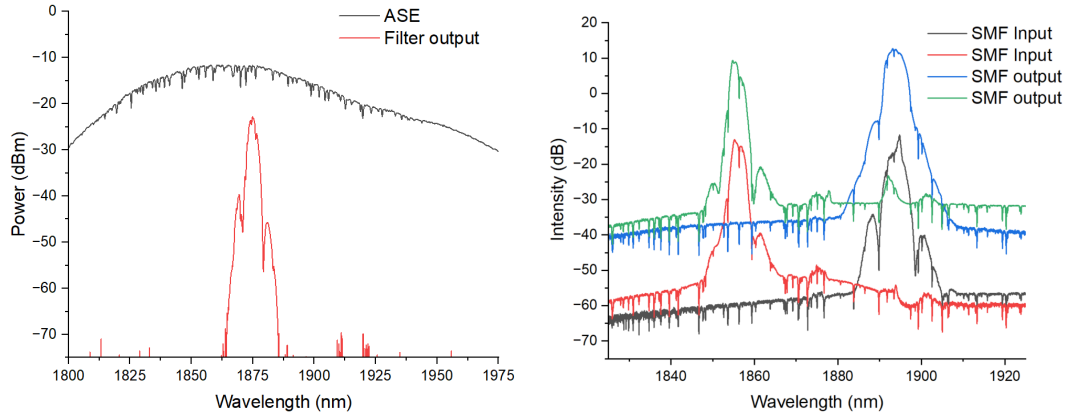 ASE
Filter output
0
−10
−20
−30
−40
−50
−60
−70
Power (dBm)
1800 1825 1850 1875 1900 1925 1950 1975
Wavelength (nm)
SMF Input
SMF Input
SMF output
SMF output
20
10
0
−10
−20
−30
−40
−50
−60
−70
Intensity (dB)
1840 1860 1880 1900 1920
Wavelength (nm)